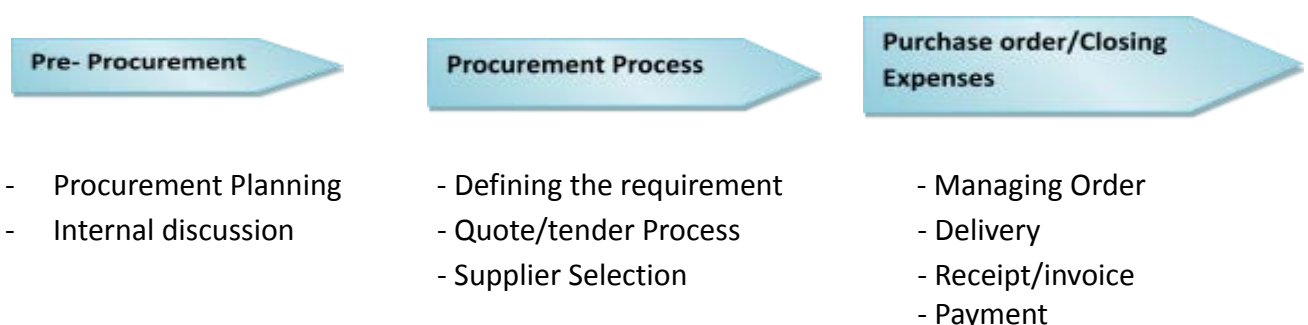 Pre- Procurement
Procurement Process
Purchase order/Closing
Expenses
- Procurement Planning
- Internal discussion
- Defining the requirement
- Quote/tender Process
- Supplier Selection
- Managing Order
- Delivery
- Receipt/invoice
- Payment